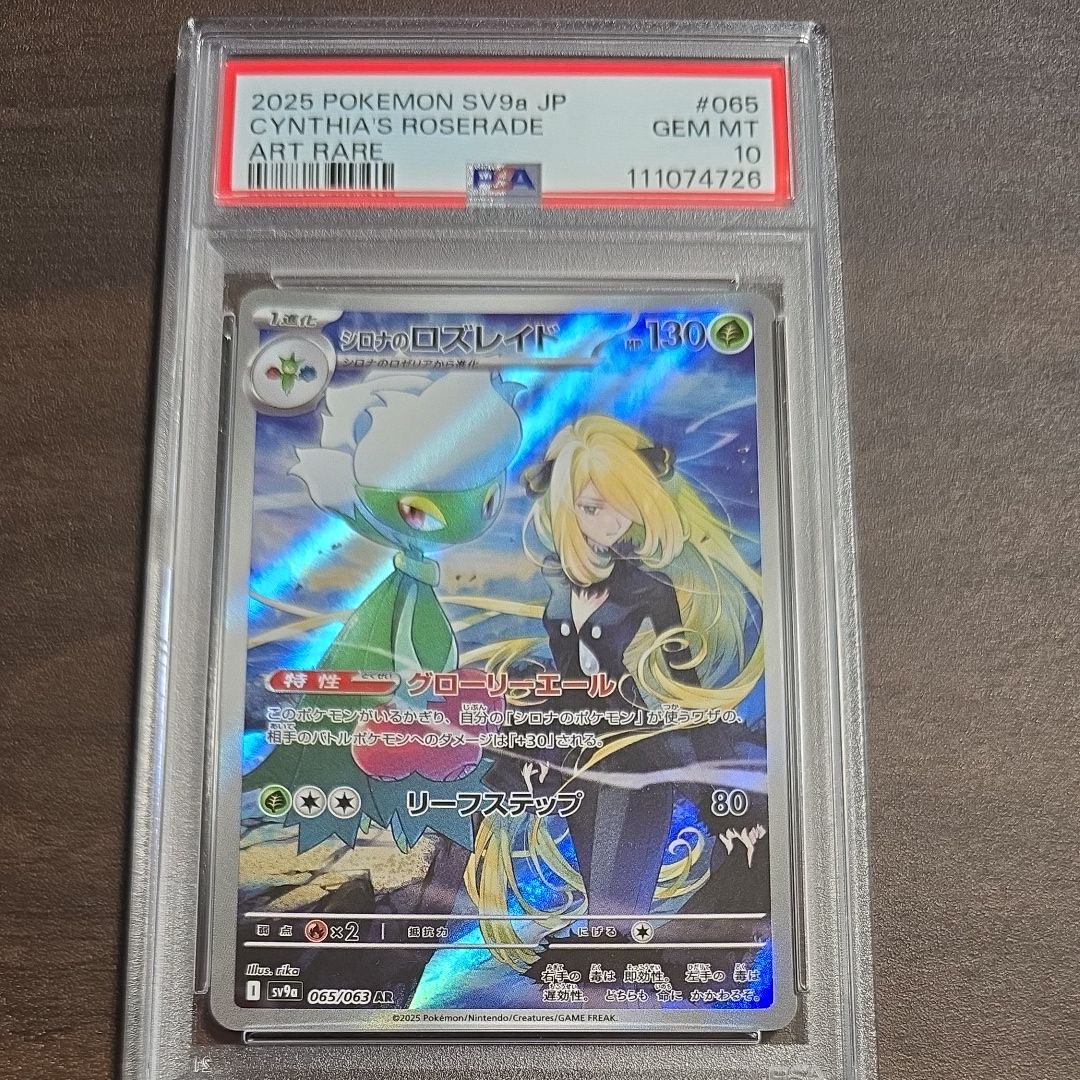 2025 POKEMON SV9a JP #065
CYNTHIA'S ROSERADE GEM MT
ART RARE 10
PSA 111074726
1進化 シロナのロズレイド HP 130
シロナのロゼリアから進化
特性 とくせい グローリーエール
このポケモンがいるかぎり、自分の「シロナのポケモン」が使うワザの、
相手のバトルポケモンへのダメージは「+30」される。
リーフステップ 80
弱点 ×2 抵抗力 にげる
Illus. rika
右手の毒は即効性。左手の毒は
遅効性。どちらも命にかかわるぞ。
I sv9a 065/063 AR
©2025 Pokémon/Nintendo/Creatures/GAME FREAK.